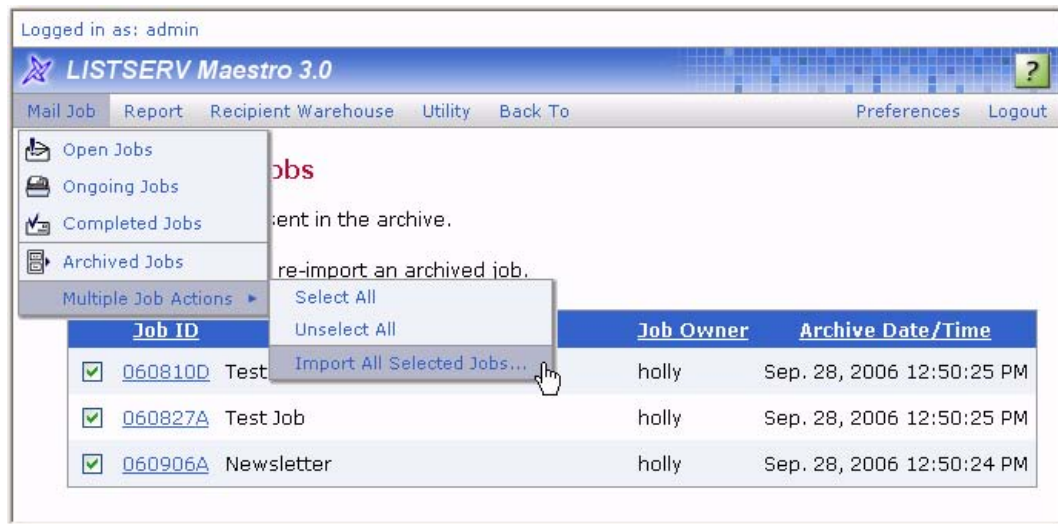 Logged in as: admin
LISTSERV Maestro 3.0 ?
Mail Job Report Recipient Warehouse Utility Back To Preferences Logout
Open Jobs
Ongoing Jobs
Completed Jobs
Archived Jobs
Multiple Job Actions
obs
sent in the archive.
re-import an archived job.
Select All
Unselect All
Import All Selected Jobs...
Job ID Job Owner Archive Date/Time
060810D Test holly Sep. 28, 2006 12:50:25 PM
060827A Test Job holly Sep. 28, 2006 12:50:25 PM
060906A Newsletter holly Sep. 28, 2006 12:50:24 PM